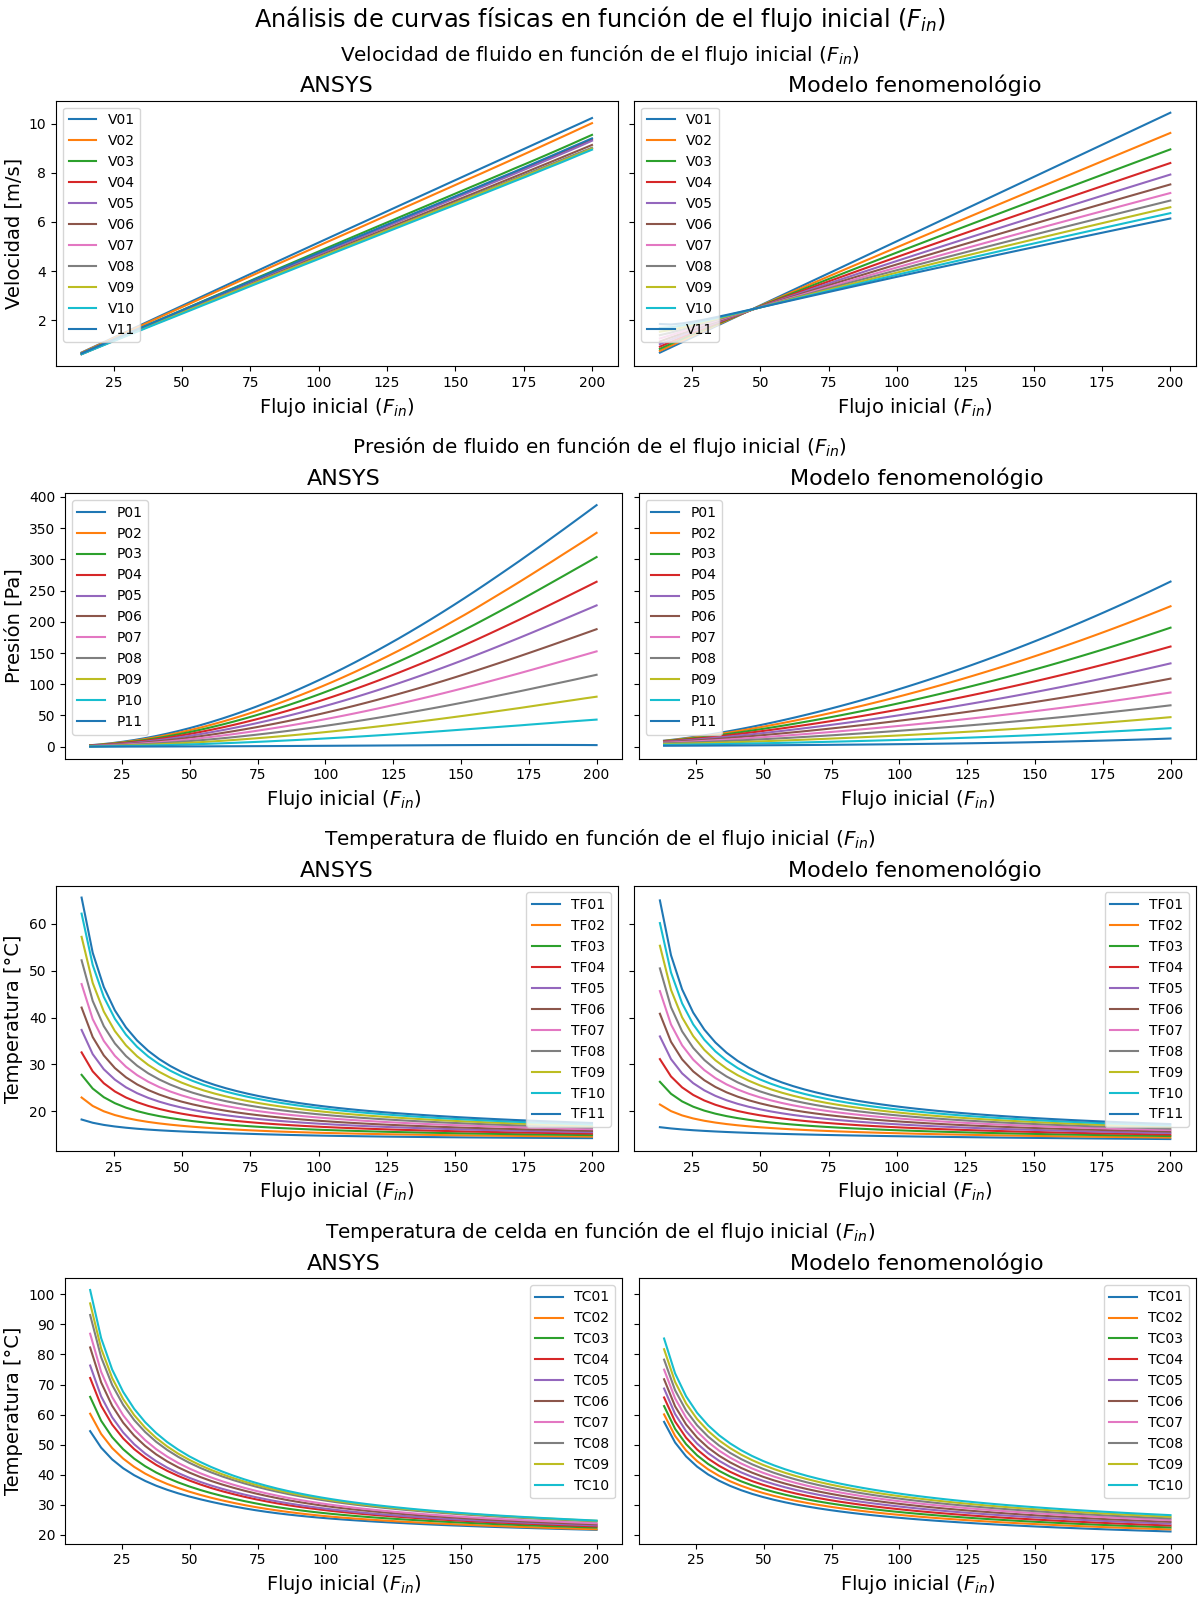 Análisis de curvas físicas en función de el flujo inicial (F_in)
Velocidad de fluido en función de el flujo inicial (F_in)
ANSYS
Modelo fenomenológio
Velocidad [m/s]
10
8
6
4
2
V01
V02
V03
V04
V05
V06
V07
V08
V09
V10
V11
V01
V02
V03
V04
V05
V06
V07
V08
V09
V10
V11
25 50 75 100 125 150 175 200
25 50 75 100 125 150 175 200
Flujo inicial (F_in)
Flujo inicial (F_in)
Presión de fluido en función de el flujo inicial (F_in)
ANSYS
Modelo fenomenológio
Presión [Pa]
400
350
300
250
200
150
100
50
0
P01
P02
P03
P04
P05
P06
P07
P08
P09
P10
P11
P01
P02
P03
P04
P05
P06
P07
P08
P09
P10
P11
25 50 75 100 125 150 175 200
25 50 75 100 125 150 175 200
Flujo inicial (F_in)
Flujo inicial (F_in)
Temperatura de fluido en función de el flujo inicial (F_in)
ANSYS
Modelo fenomenológio
Temperatura [°C]
60
50
40
30
20
TF01
TF02
TF03
TF04
TF05
TF06
TF07
TF08
TF09
TF10
TF11
TF01
TF02
TF03
TF04
TF05
TF06
TF07
TF08
TF09
TF10
TF11
25 50 75 100 125 150 175 200
25 50 75 100 125 150 175 200
Flujo inicial (F_in)
Flujo inicial (F_in)
Temperatura de celda en función de el flujo inicial (F_in)
ANSYS
Modelo fenomenológio
Temperatura [°C]
100
90
80
70
60
50
40
30
20
TC01
TC02
TC03
TC04
TC05
TC06
TC07
TC08
TC09
TC10
TC01
TC02
TC03
TC04
TC05
TC06
TC07
TC08
TC09
TC10
25 50 75 100 125 150 175 200
25 50 75 100 125 150 175 200
Flujo inicial (F_in)
Flujo inicial (F_in)